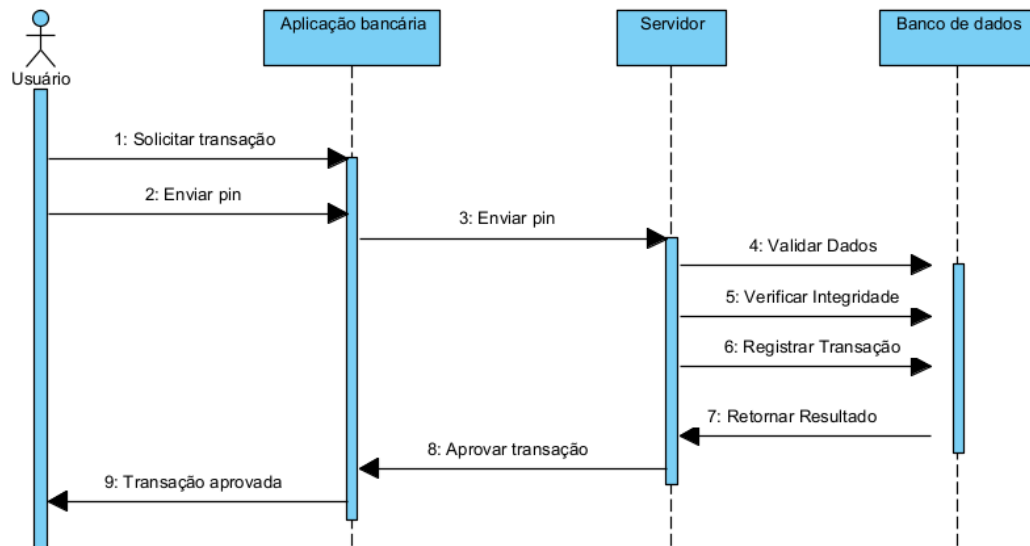 Aplicação bancária
Servidor
Banco de dados
Usuário
1: Solicitar transação
2: Enviar pin
3: Enviar pin
4: Validar Dados
5: Verificar Integridade
6: Registrar Transação
7: Retornar Resultado
8: Aprovar transação
9: Transação aprovada